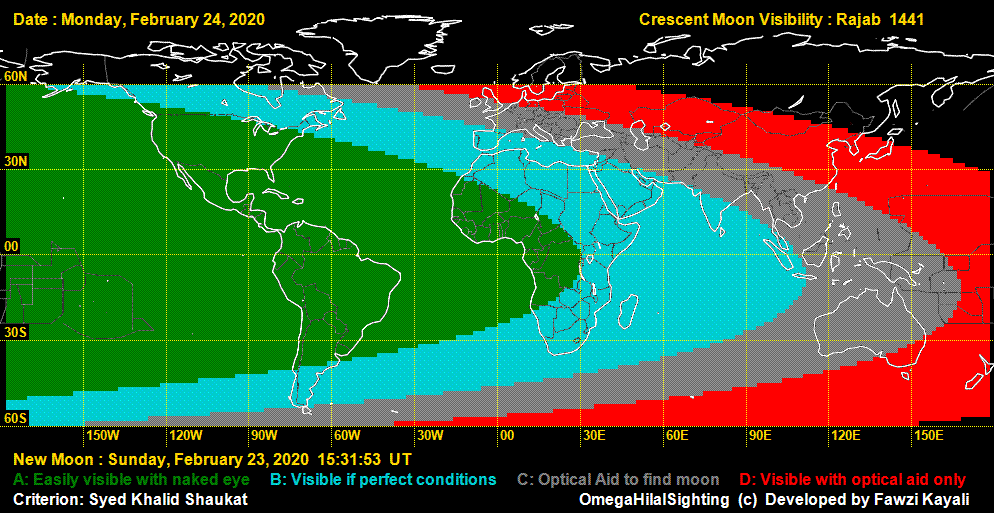 Date : Monday, February 24, 2020
Crescent Moon Visibility : Rajab 1441
60N
30N
00
30S
60S
150W 120W 90W 60W 30W 00 30E 60E 90E 120E 150E
New Moon : Sunday, February 23, 2020 15:31:53 UT
A: Easily visible with naked eye B: Visible if perfect conditions C: Optical Aid to find moon D: Visible with optical aid only
Criterion: Syed Khalid Shaukat OmegaHilalSighting (c) Developed by Fawzi Kayali